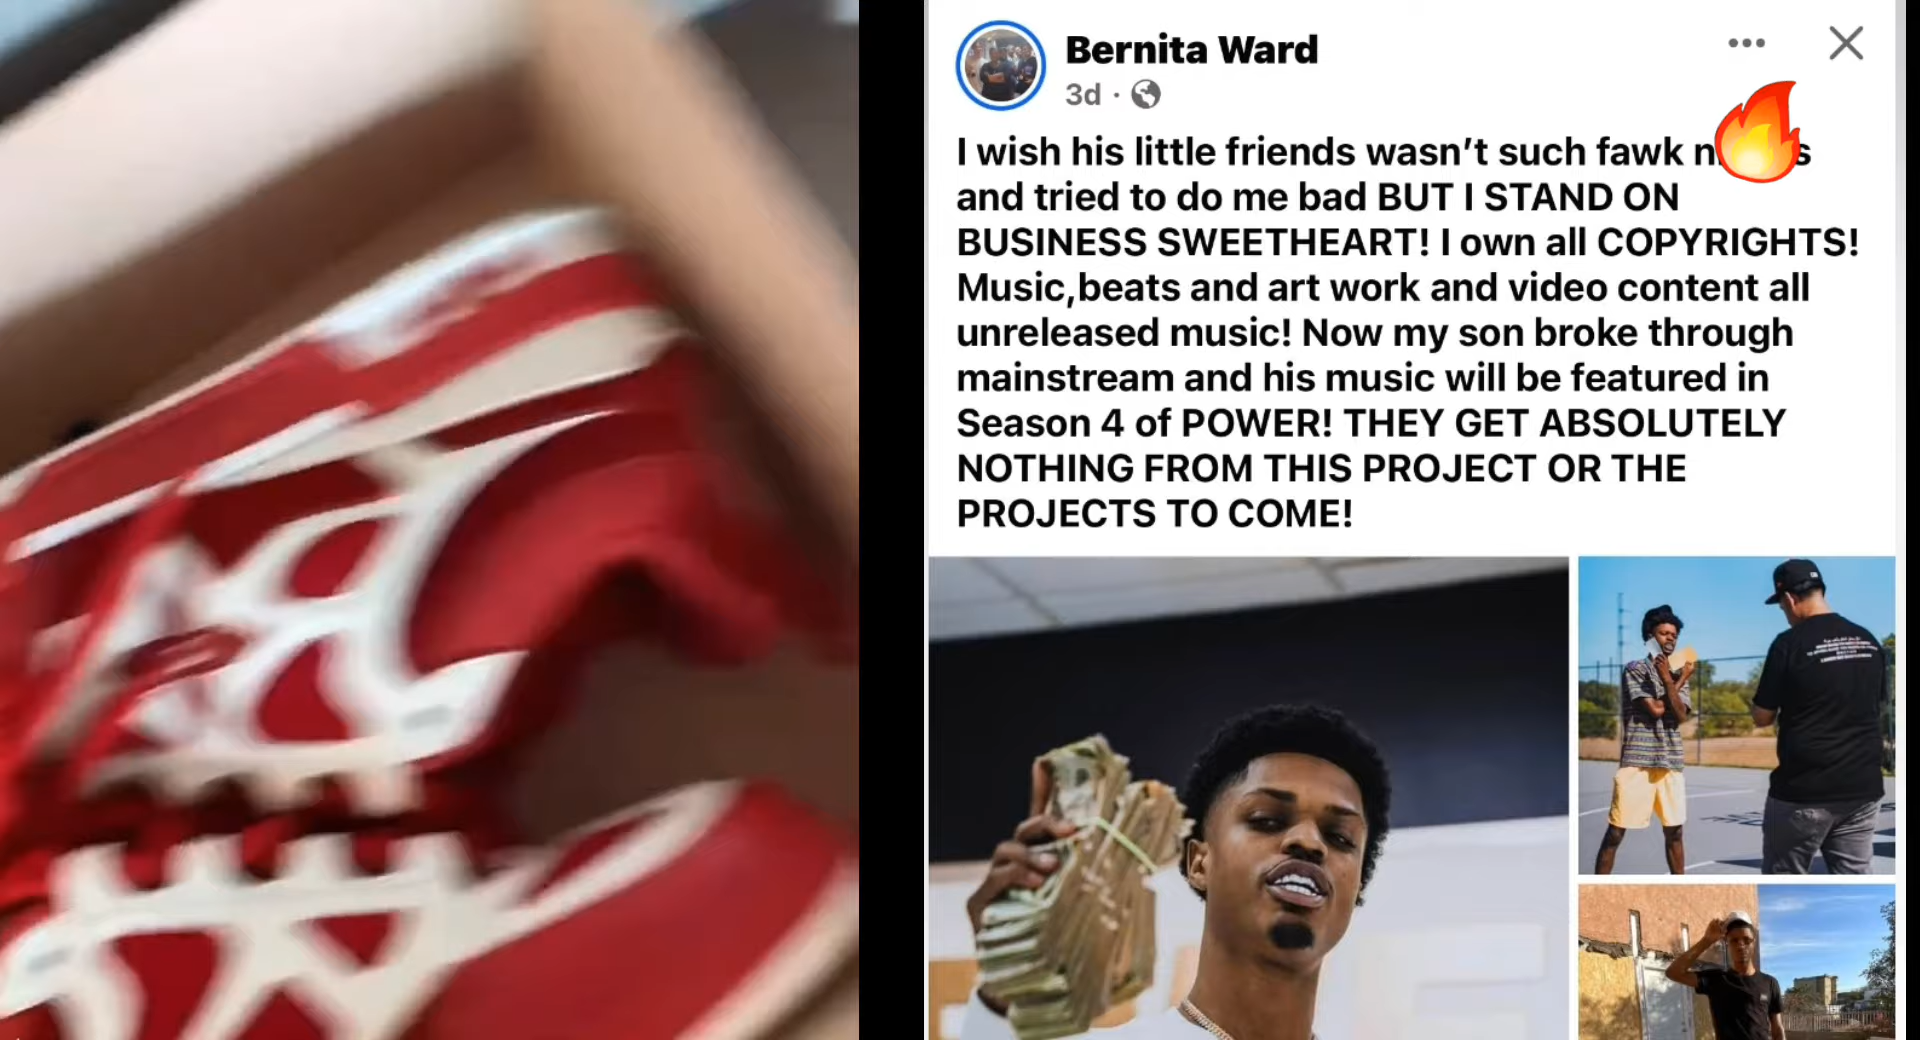 Bernita Ward
3d ·
I wish his little friends wasn't such fawk
and tried to do me bad BUT I STAND ON
BUSINESS SWEETHEART! I own all COPYRIGHTS!
Music,beats and art work and video content all
unreleased music! Now my son broke through
mainstream and his music will be featured in
Season 4 of POWER! THEY GET ABSOLUTELY
NOTHING FROM THIS PROJECT OR THE
PROJECTS TO COME!